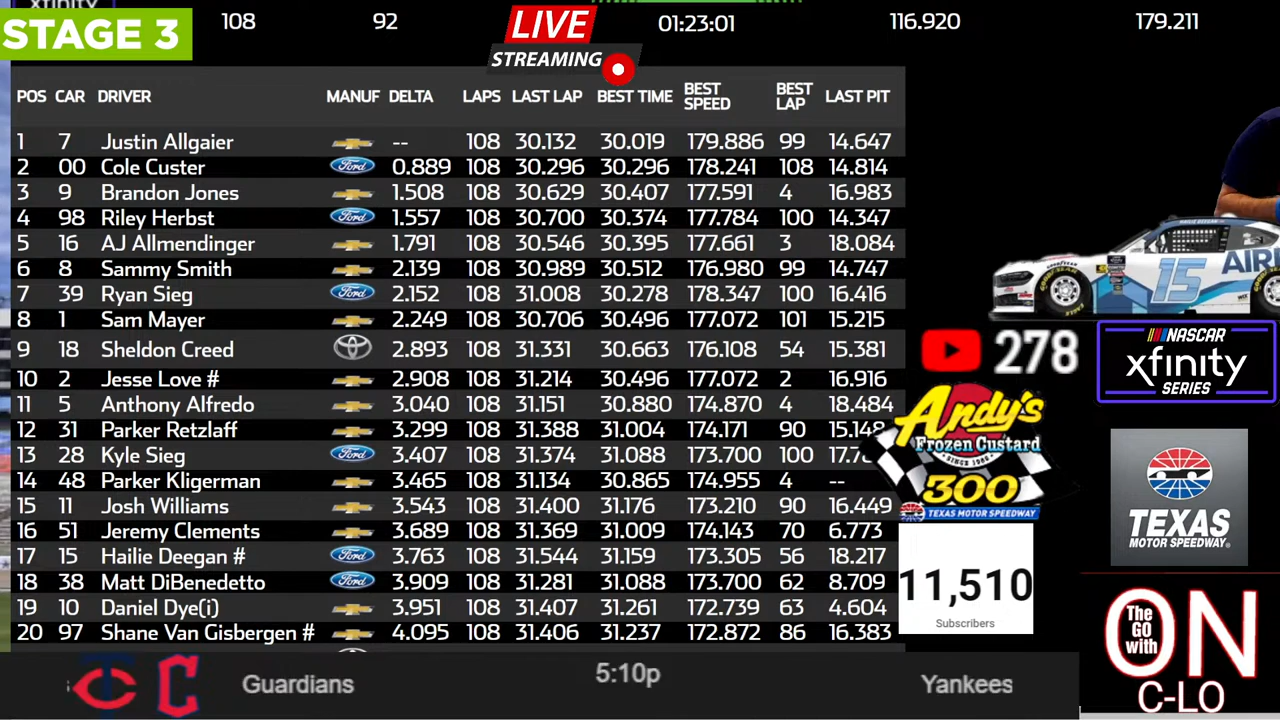 xfinity
STAGE 3
108 92 01:23:01 116.920 179.211
LIVE
STREAMING
POS CAR DRIVER MANUF DELTA LAPS LAST LAP BEST TIME BEST SPEED BEST LAP LAST PIT
1 7 Justin Allgaier -- 108 30.132 30.019 179.886 99 14.647
2 00 Cole Custer Ford 0.889 108 30.296 30.296 178.241 108 14.814
3 9 Brandon Jones 1.508 108 30.629 30.407 177.591 4 16.983
4 98 Riley Herbst Ford 1.557 108 30.700 30.374 177.784 100 14.347
5 16 AJ Allmendinger 1.791 108 30.546 30.395 177.661 3 18.084
6 8 Sammy Smith 2.139 108 30.989 30.512 176.980 99 14.747
7 39 Ryan Sieg Ford 2.152 108 31.008 30.278 178.347 100 16.416
8 1 Sam Mayer 2.249 108 30.706 30.496 177.072 101 15.215
9 18 Sheldon Creed 2.893 108 31.331 30.663 176.108 54 15.381
10 2 Jesse Love # 2.908 108 31.214 30.496 177.072 2 16.916
11 5 Anthony Alfredo 3.040 108 31.151 30.880 174.870 4 18.484
12 31 Parker Retzlaff 3.299 108 31.388 31.004 174.171 90 15.148
13 28 Kyle Sieg Ford 3.407 108 31.374 31.088 173.700 100
14 48 Parker Kligerman 3.465 108 31.134 30.865 174.955 4 --
15 11 Josh Williams 3.543 108 31.400 31.176 173.210 90 16.449
16 51 Jeremy Clements 3.689 108 31.369 31.009 174.143 70 6.773
17 15 Hailie Deegan # Ford 3.763 108 31.544 31.159 173.305 56 18.217
18 38 Matt DiBenedetto Ford 3.909 108 31.281 31.088 173.700 62 8.709
19 10 Daniel Dye(i) 3.951 108 31.407 31.261 172.739 63 4.604
20 97 Shane Van Gisbergen # 4.095 108 31.406 31.237 172.872 86 16.383
15 AIR
278
NASCAR
xfinity
SERIES
Andy's
Frozen Custard
SINCE 1986
300
TEXAS MOTOR SPEEDWAY
TEXAS
MOTOR SPEEDWAY
11,510
Subscribers
The
GO
with
ON
C-LO
TC C Guardians 5:10p Yankees